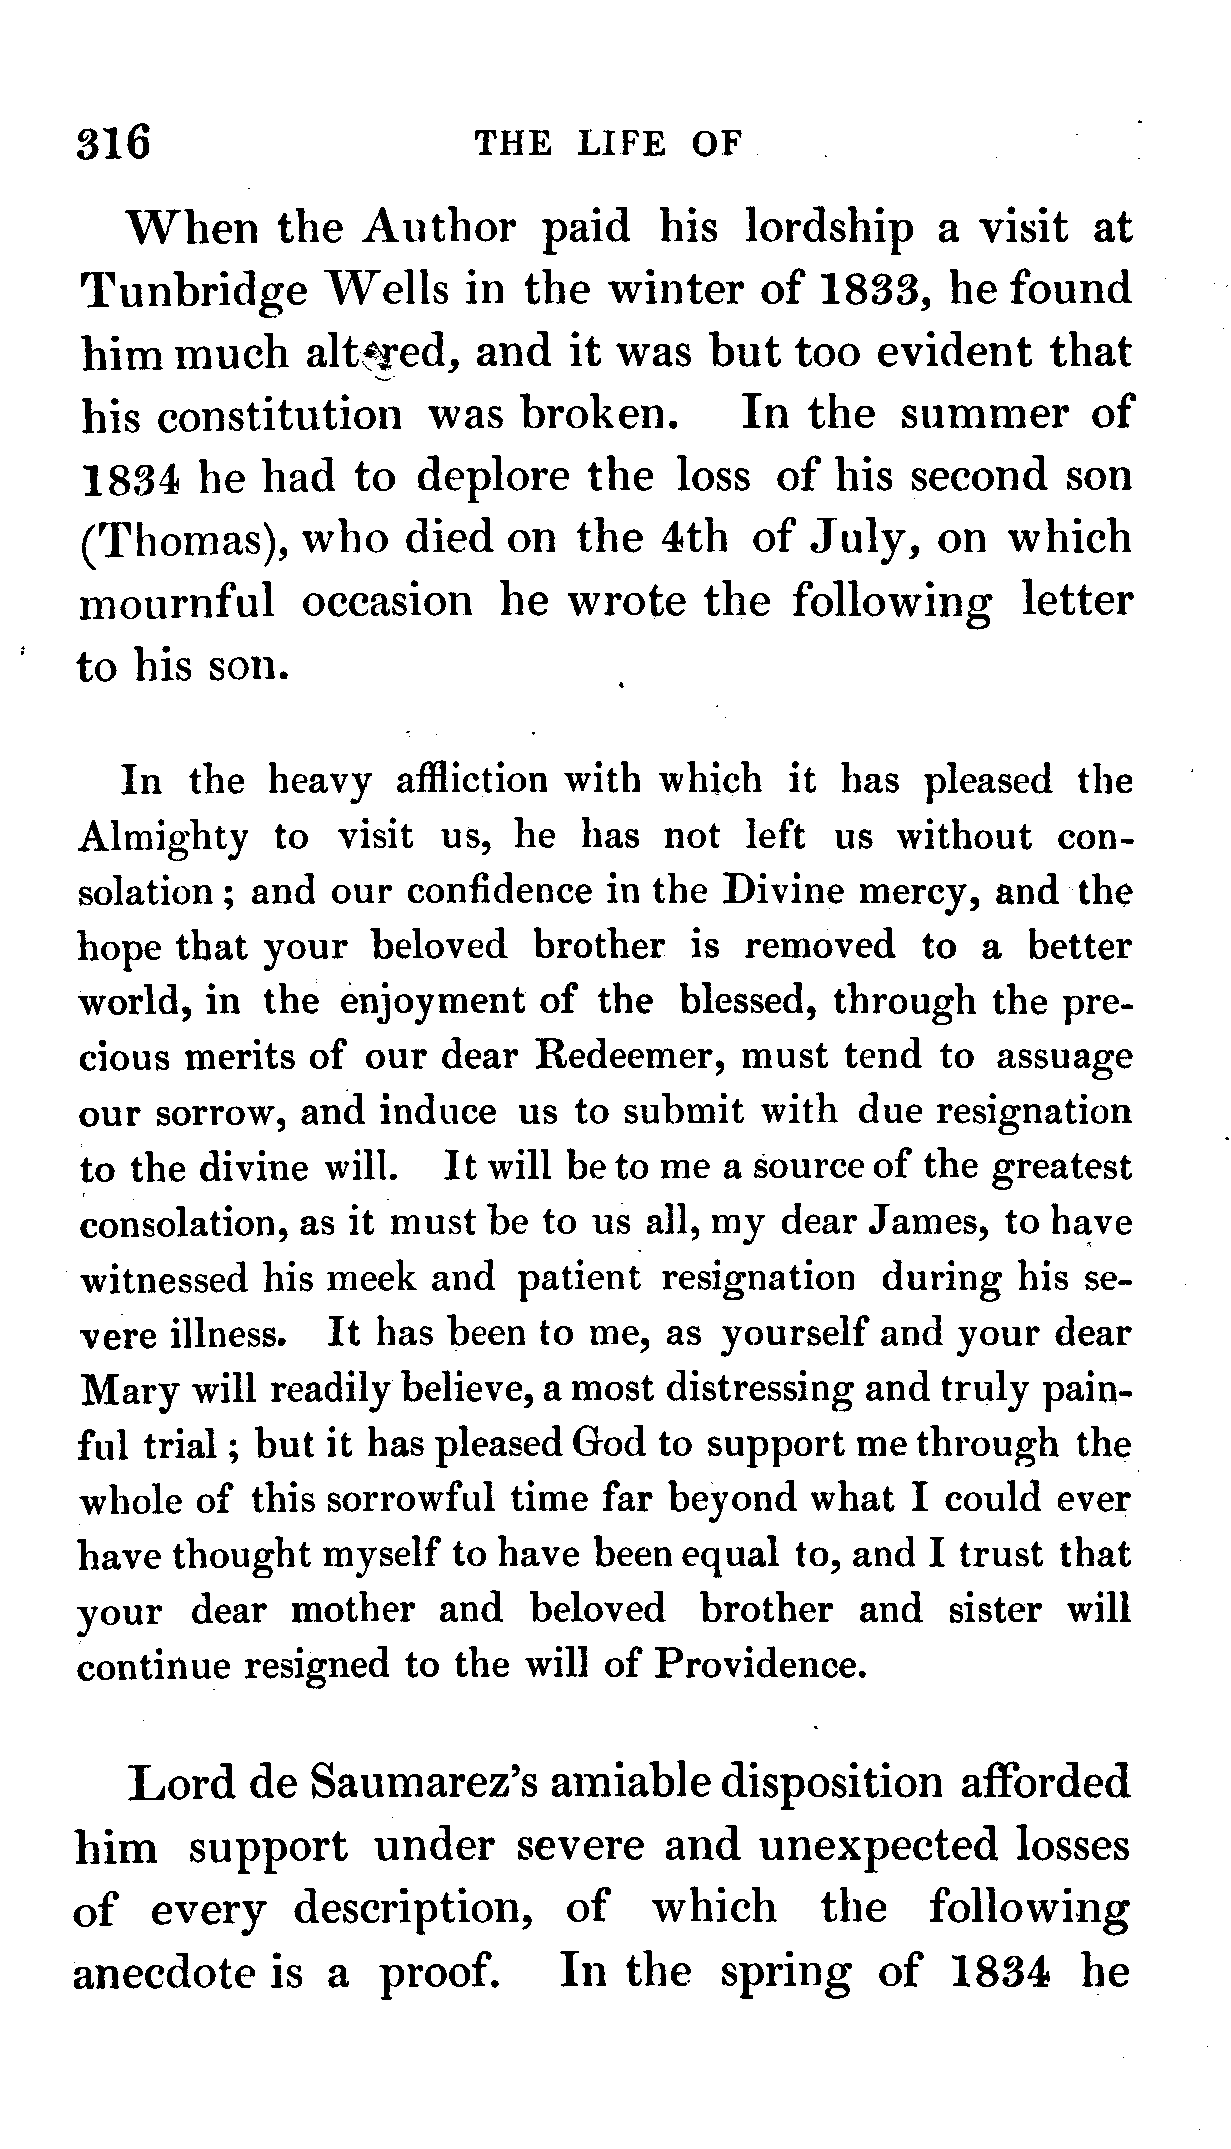 316 THE LIFE OF
When the Author paid his lordship a visit at
Tunbridge Wells in the winter of 1833, he found
him much altered, and it was but too evident that
his constitution was broken. In the summer of
1834 he had to deplore the loss of his second son
(Thomas), who died on the 4th of July, on which
mournful occasion he wrote the following letter
to his son.
In the heavy affliction with which it has pleased the
Almighty to visit us, he has not left us without con-
solation ; and our confidence in the Divine mercy, and the
hope that your beloved brother is removed to a better
world, in the enjoyment of the blessed, through the pre-
cious merits of our dear Redeemer, must tend to assuage
our sorrow, and induce us to submit with due resignation
to the divine will. It will be to me a source of the greatest
consolation, as it must be to us all, my dear James, to have
witnessed his meek and patient resignation during his se-
vere illness. It has been to me, as yourself and your dear
Mary will readily believe, a most distressing and truly pain-
ful trial ; but it has pleased God to support me through the
whole of this sorrowful time far beyond what I could ever
have thought myself to have been equal to, and I trust that
your dear mother and beloved brother and sister will
continue resigned to the will of Providence.
Lord de Saumarez's amiable disposition afforded
him support under severe and unexpected losses
of every description, of which the following
anecdote is a proof. In the spring of 1834 he